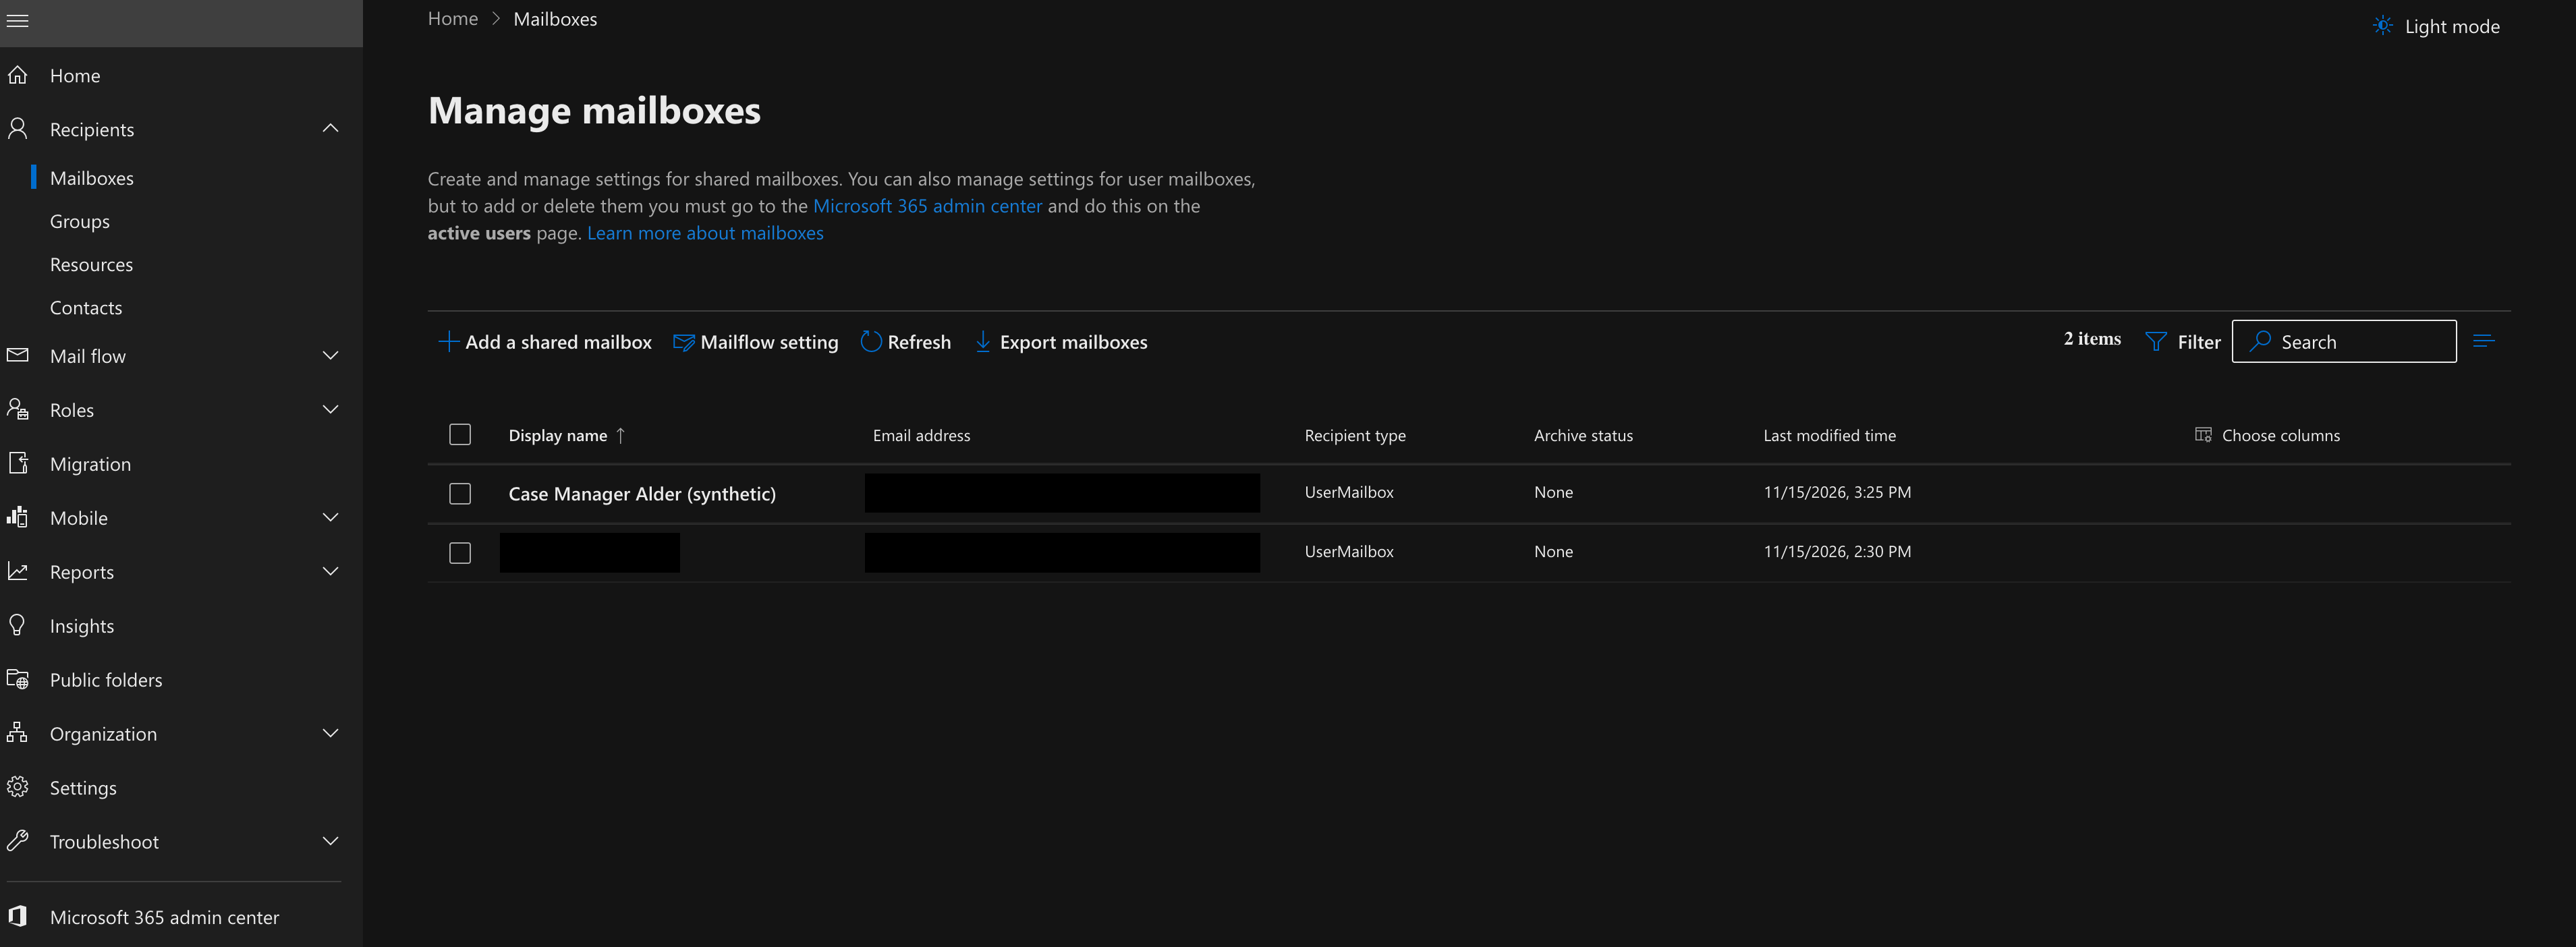 Home > Mailboxes
Light mode
Home
Recipients
Mailboxes
Groups
Resources
Contacts
Mail flow
Roles
Migration
Mobile
Reports
Insights
Public folders
Organization
Settings
Troubleshoot
Microsoft 365 admin center
Manage mailboxes
Create and manage settings for shared mailboxes. You can also manage settings for user mailboxes,
but to add or delete them you must go to the Microsoft 365 admin center and do this on the
active users page. Learn more about mailboxes
Add a shared mailbox Mailflow setting Refresh Export mailboxes 2 items Filter Search
Display name ↑ Email address Recipient type Archive status Last modified time Choose columns
Case Manager Alder (synthetic) UserMailbox None 11/15/2026, 3:25 PM
UserMailbox None 11/15/2026, 2:30 PM